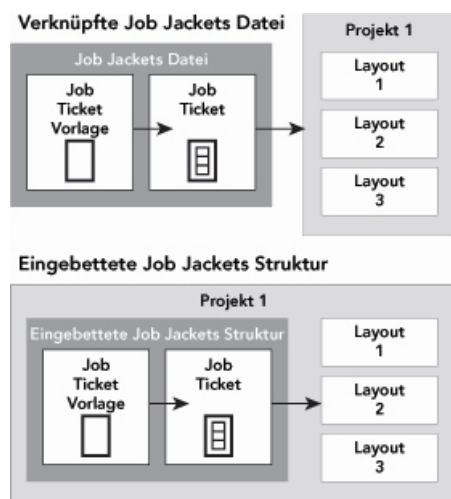 Verknüpfte Job Jackets Datei
Projekt 1
Job Jackets Datei
Job
Ticket
Vorlage
Job
Ticket
Layout
1
Layout
2
Layout
3
Eingebettete Job Jackets Struktur
Projekt 1
Eingebettete Job Jackets Struktur
Job
Ticket
Vorlage
Job
Ticket
Layout
1
Layout
2
Layout
3